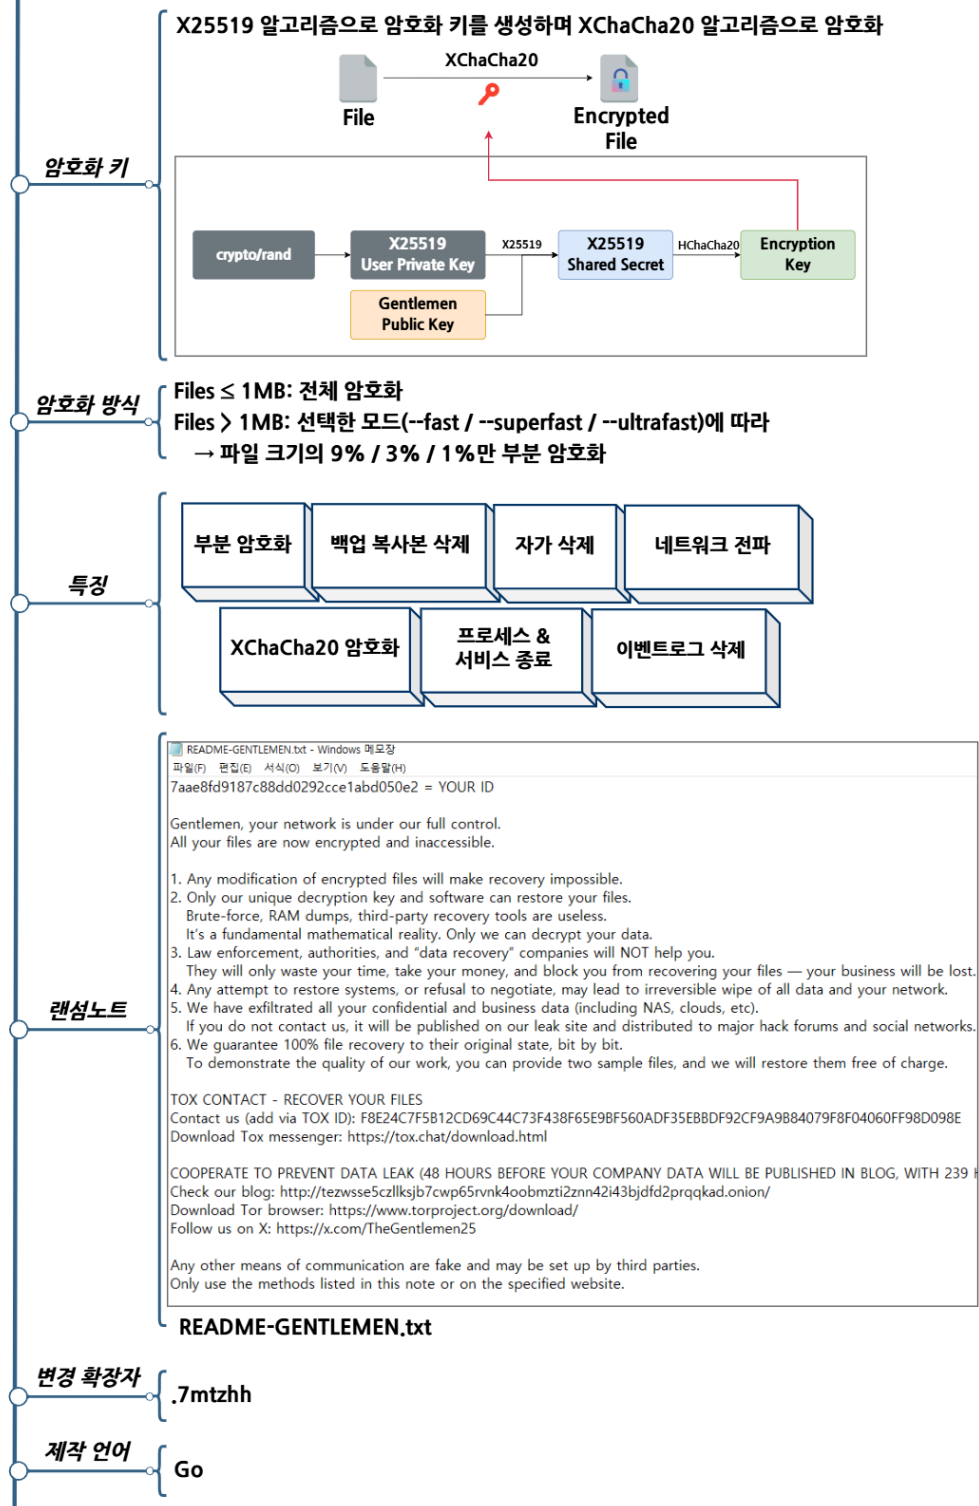 X25519 알고리즘으로 암호화 키를 생성하며 XChaCha20 알고리즘으로 암호화
XChaCha20
File
Encrypted
File
암호화 키
crypto/rand
X25519
User Private Key
X25519
X25519
Shared Secret
HChaCha20
Encryption
Key
Gentlemen
Public Key
암호화 방식
Files ≤ 1MB: 전체 암호화
Files > 1MB: 선택한 모드(--fast / --superfast / --ultrafast)에 따라
→ 파일 크기의 9% / 3% / 1%만 부분 암호화
특징
부분 암호화
백업 복사본 삭제
자가 삭제
네트워크 전파
XChaCha20 암호화
프로세스 &
서비스 종료
이벤트로그 삭제
랜섬노트
README-GENTLEMEN.txt - Windows 메모장
파일(F) 편집(E) 서식(O) 보기(V) 도움말(H)
7aae8fd9187c88dd0292cce1abd050e2 = YOUR ID
Gentlemen, your network is under our full control.
All your files are now encrypted and inaccessible.
1. Any modification of encrypted files will make recovery impossible.
2. Only our unique decryption key and software can restore your files.
Brute-force, RAM dumps, third-party recovery tools are useless.
It's a fundamental mathematical reality. Only we can decrypt your data.
3. Law enforcement, authorities, and “data recovery” companies will NOT help you.
They will only waste your time, take your money, and block you from recovering your files — your business will be lost.
4. Any attempt to restore systems, or refusal to negotiate, may lead to irreversible wipe of all data and your network.
5. We have exfiltrated all your confidential and business data (including NAS, clouds, etc).
If you do not contact us, it will be published on our leak site and distributed to major hack forums and social networks.
6. We guarantee 100% file recovery to their original state, bit by bit.
To demonstrate the quality of our work, you can provide two sample files, and we will restore them free of charge.
TOX CONTACT - RECOVER YOUR FILES
Contact us (add via TOX ID): F8E24C7F5B12CD69C44C73F438F65E9BF560ADF35EBBDF92CF9A9B84079F8F04060FF98D098E
Download Tox messenger: https://tox.chat/download.html
COOPERATE TO PREVENT DATA LEAK (48 HOURS BEFORE YOUR COMPANY DATA WILL BE PUBLISHED IN BLOG, WITH 239
Check our blog: http://tezwsse5czllksjb7cwp65rvnk4oobmzti2znn42i43bjdfd2prqqkad.onion/
Download Tor browser: https://www.torproject.org/download/
Follow us on X: https://x.com/TheGentlemen25
Any other means of communication are fake and may be set up by third parties.
Only use the methods listed in this note or on the specified website.
README-GENTLEMEN.txt
변경 확장자
.7mtzhh
제작 언어
Go